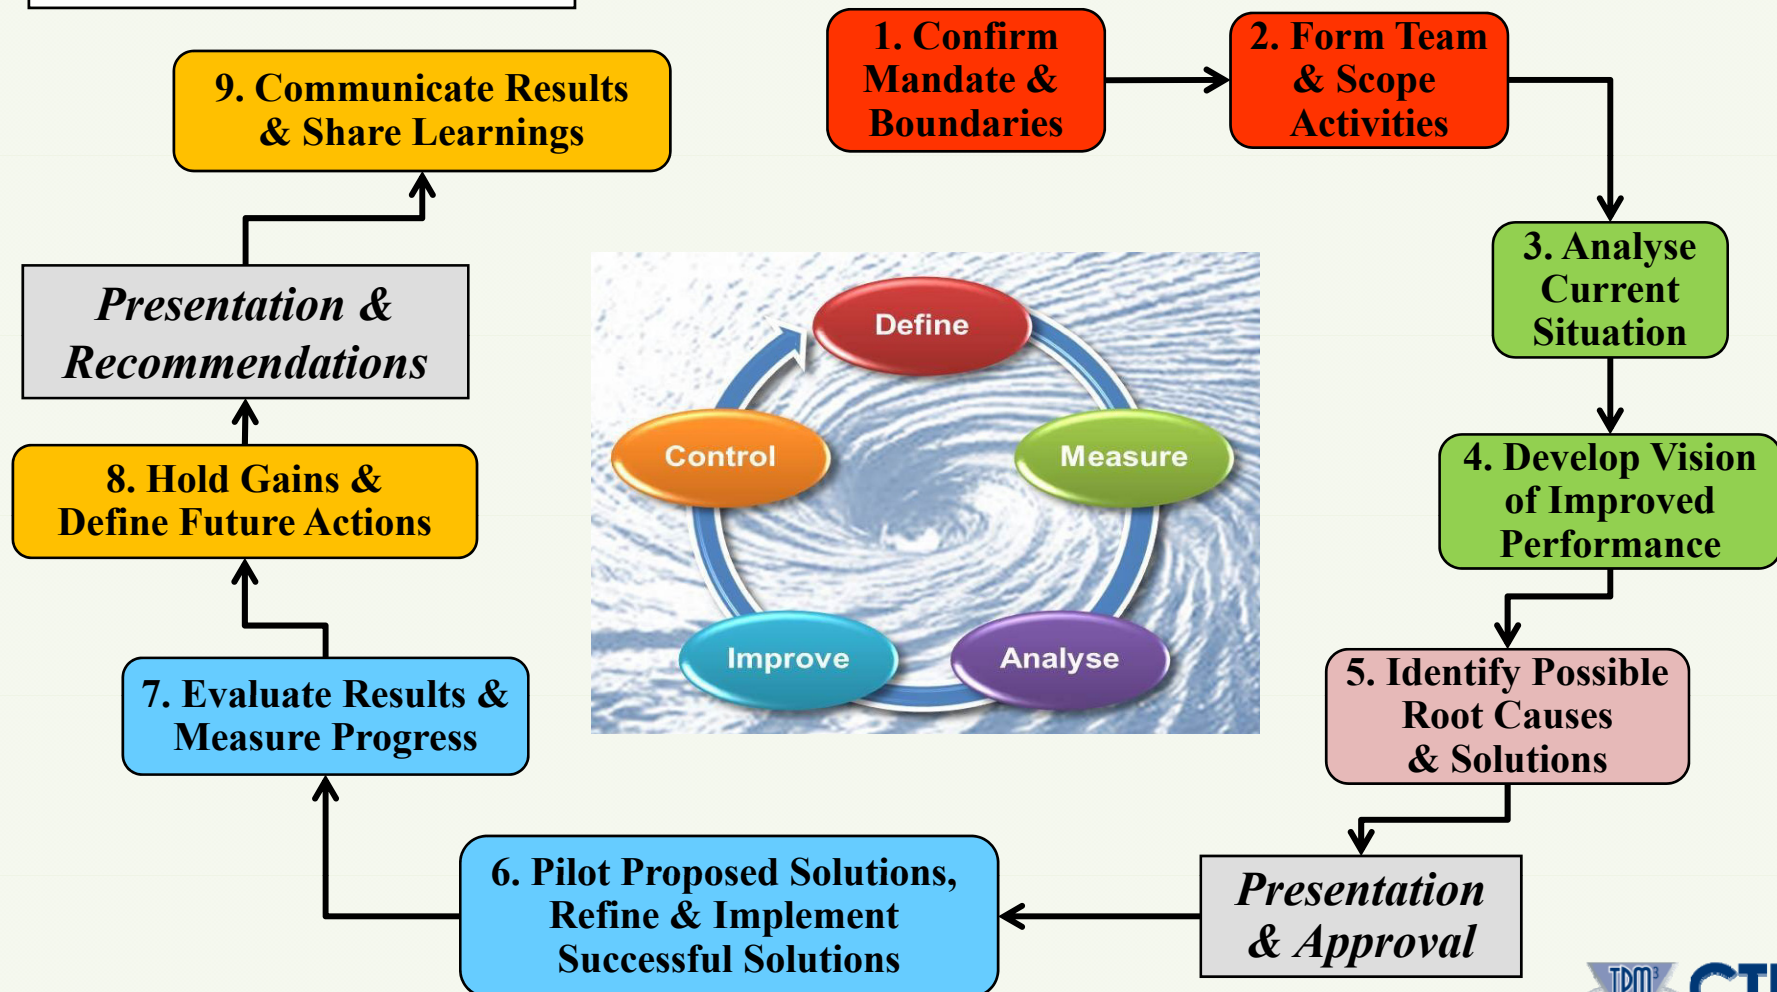 1. Confirm
Mandate &
Boundaries
2. Form Team
& Scope
Activities
3. Analyse
Current
Situation
4. Develop Vision
of Improved
Performance
5. Identify Possible
Root Causes
& Solutions
Presentation
& Approval
6. Pilot Proposed Solutions,
Refine & Implement
Successful Solutions
7. Evaluate Results &
Measure Progress
8. Hold Gains &
Define Future Actions
Presentation &
Recommendations
9. Communicate Results
& Share Learnings
Define
Measure
Analyse
Improve
Control
TPM3